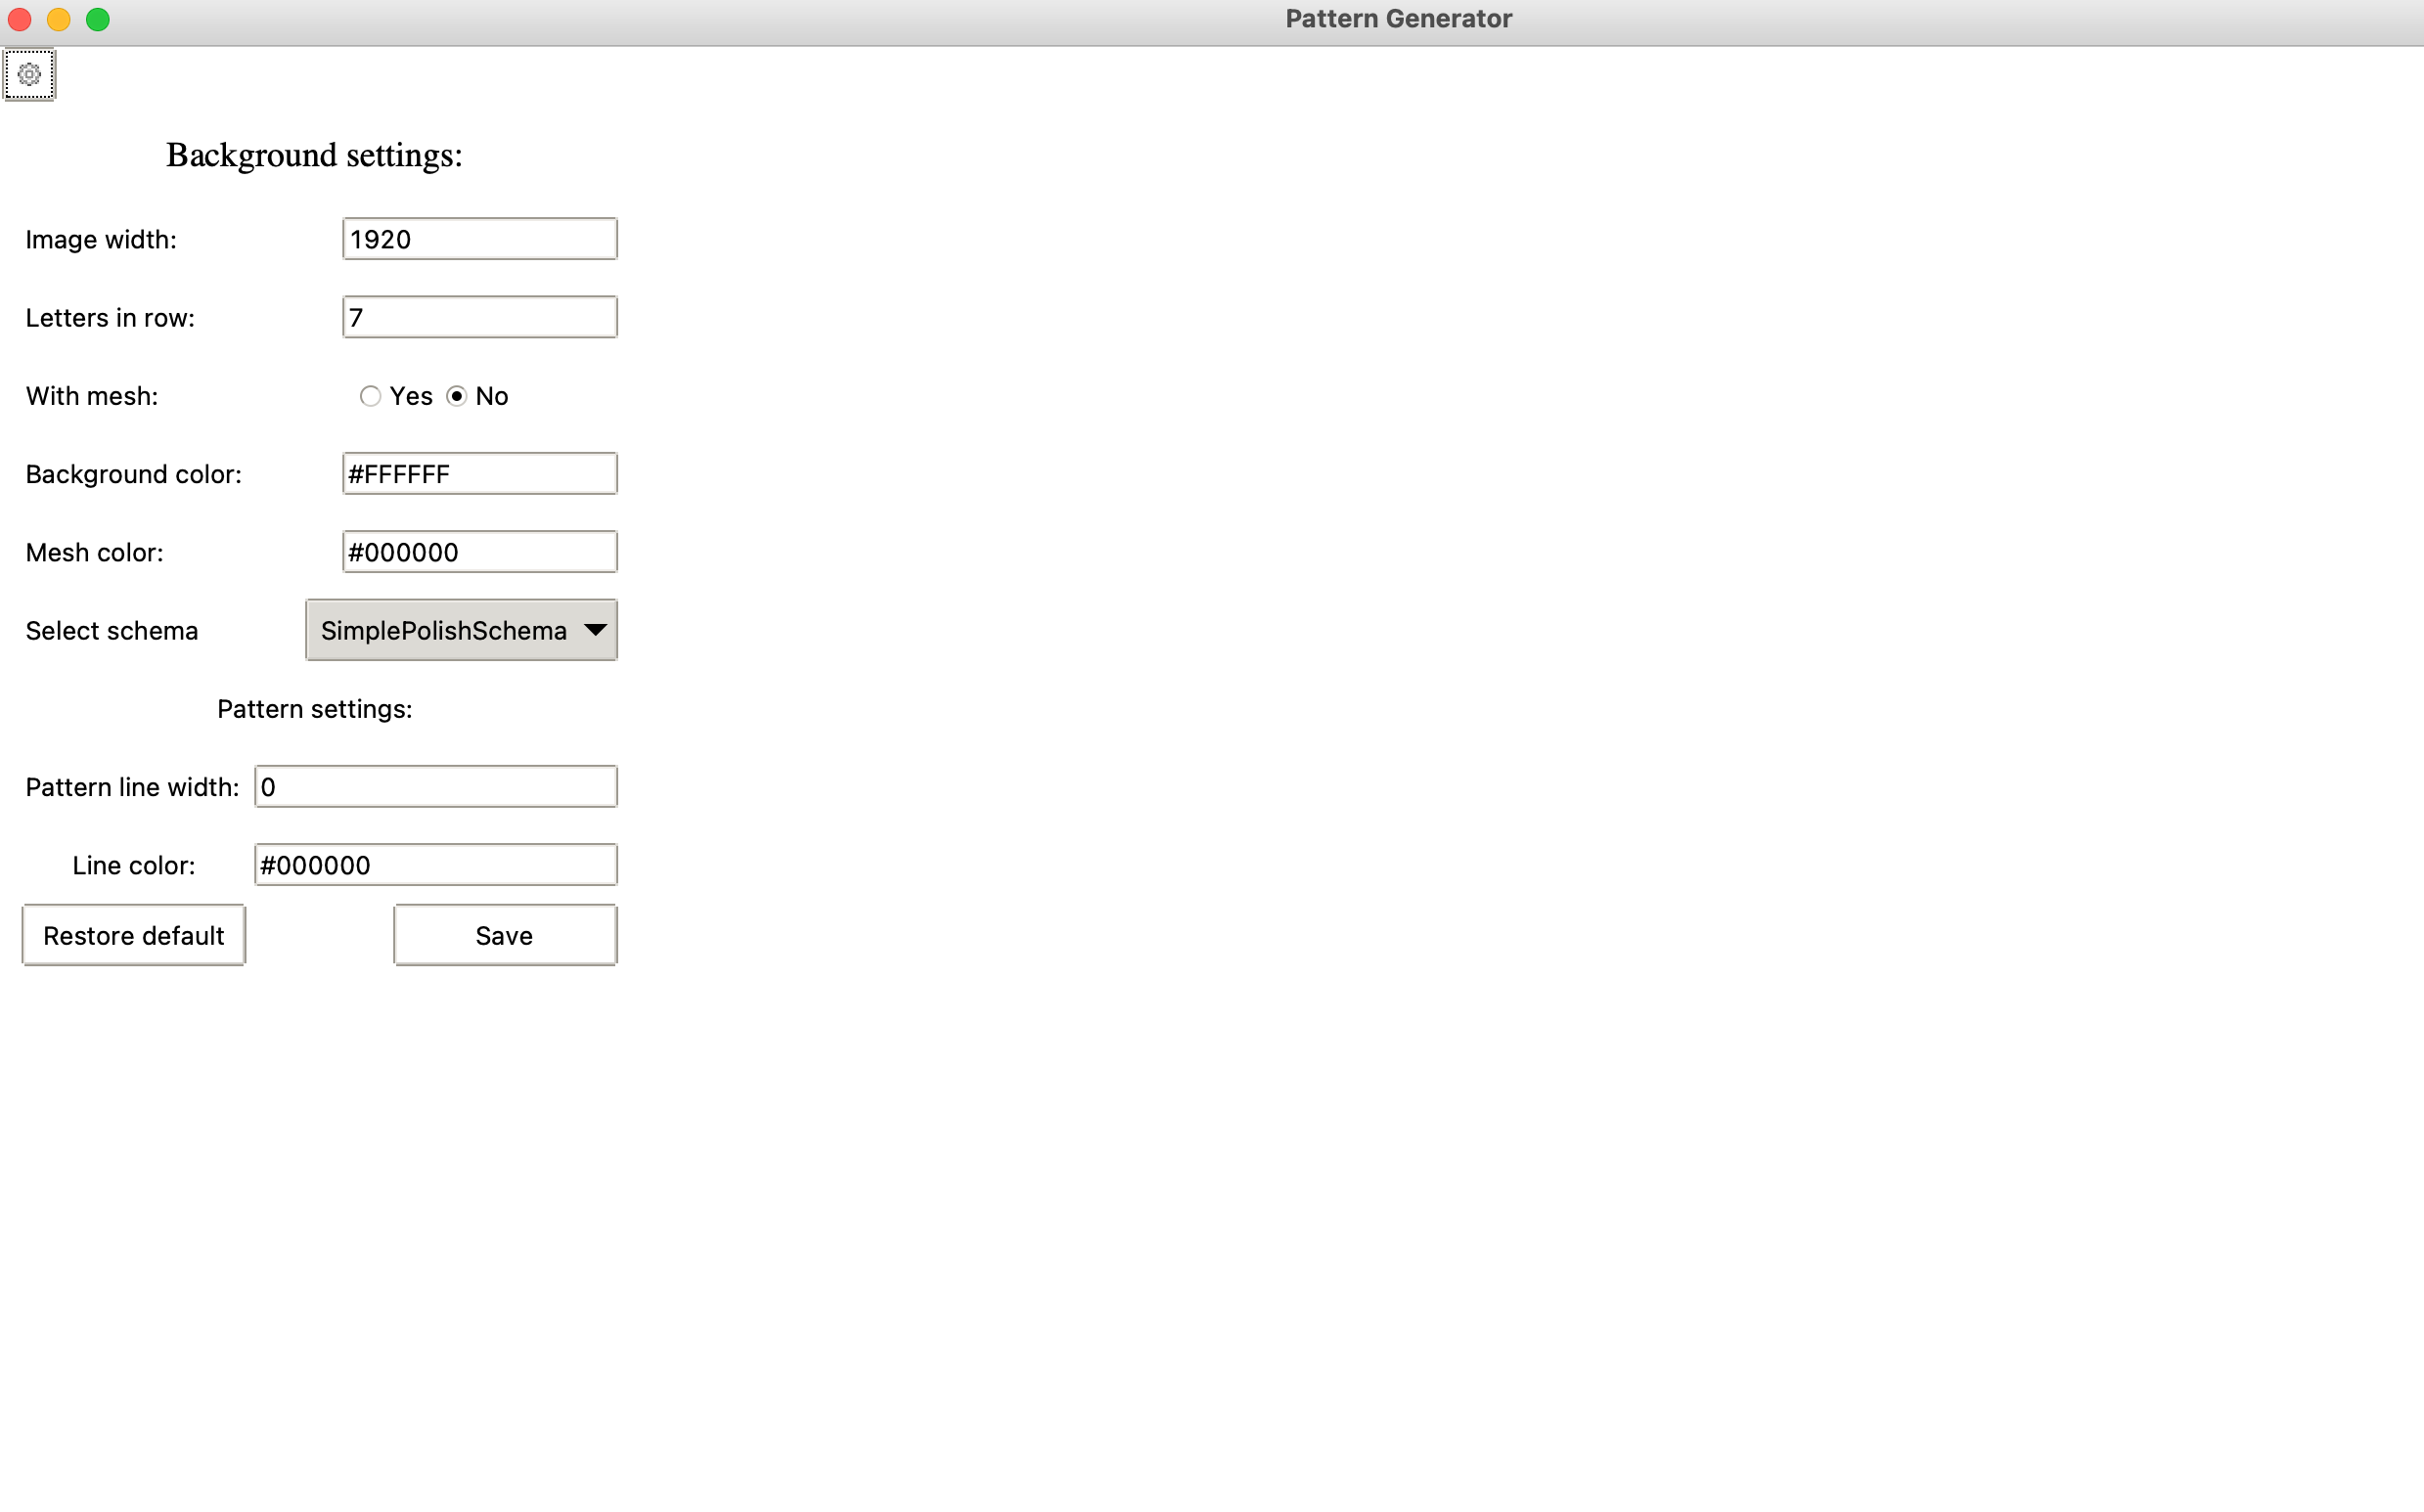 Pattern Generator
Background settings:
Image width: 1920
Letters in row: 7
With mesh: Yes No
Background color: #FFFFFF
Mesh color: #000000
Select schema SimplePolishSchema
Pattern settings:
Pattern line width: 0
Line color: #000000
Restore default Save